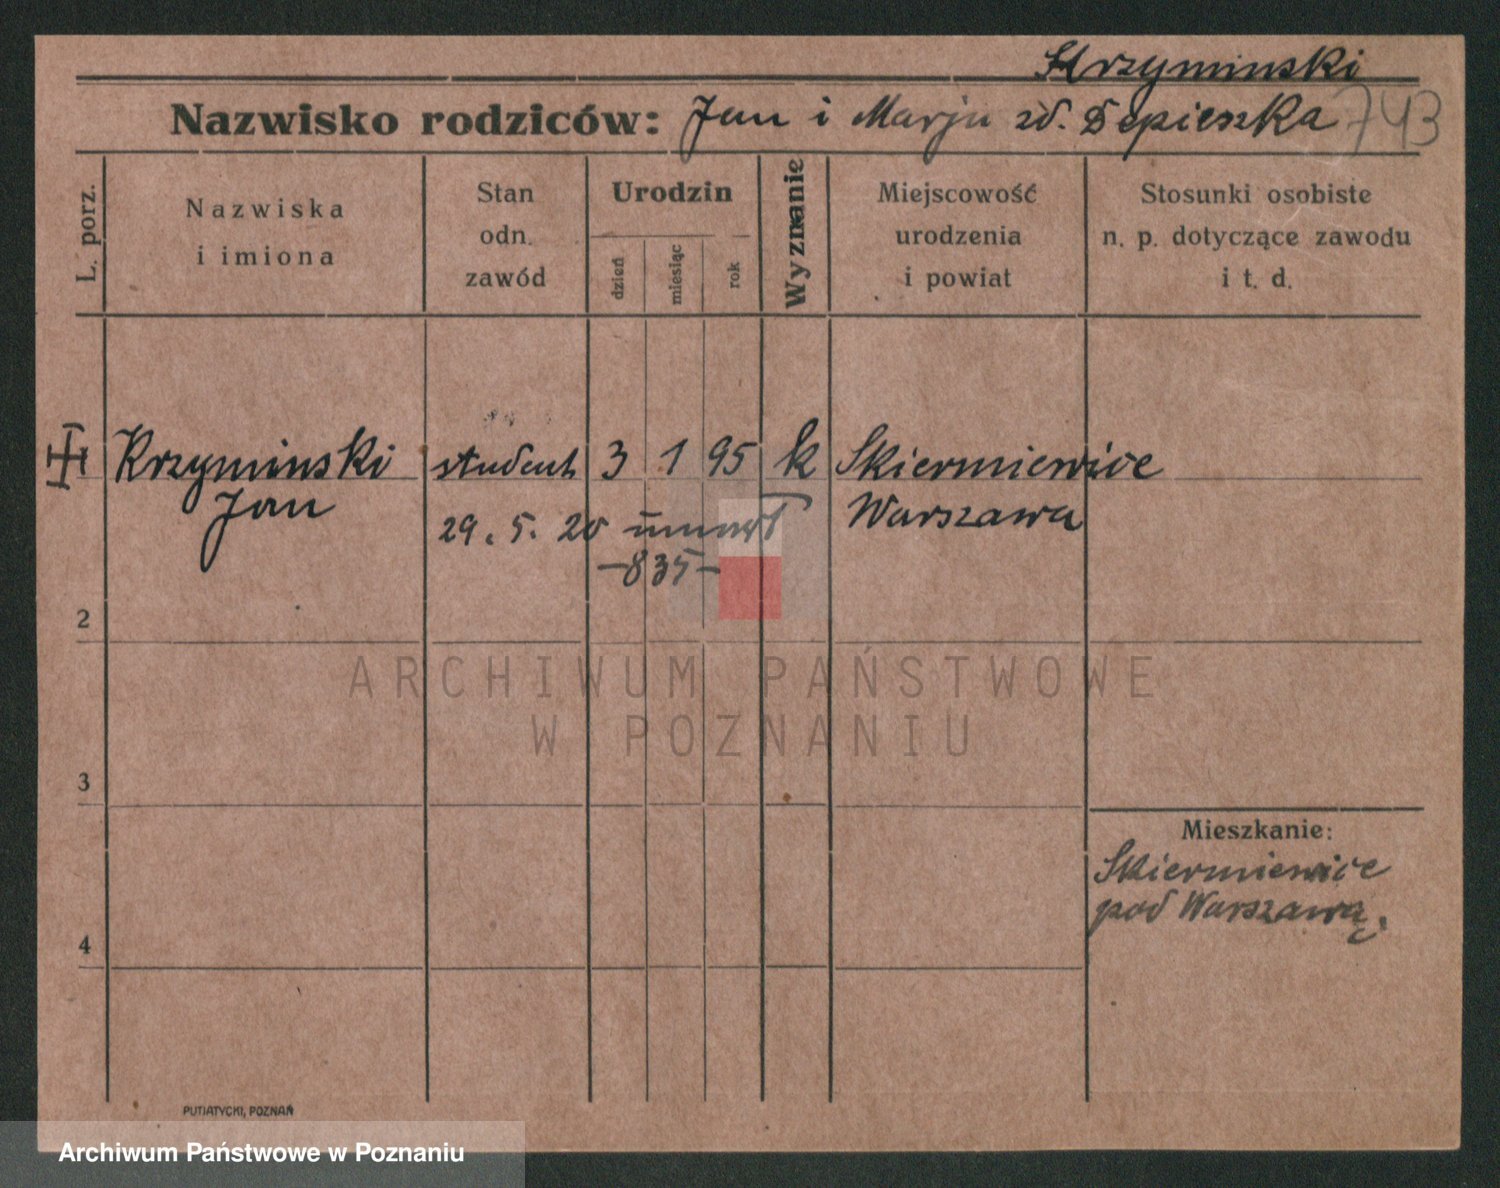 Krzyminski
Nazwisko rodziców: Jan i Marja zd. Depieszka 743
L. porz.
Nazwiska
i imiona
Stan
odn.
zawód
Urodzin
dzień
miesiąc
rok
Wyznanie
Miejscowość
urodzenia
i powiat
Stosunki osobiste
n. p. dotyczące zawodu
i t. d.
1 Krzyminski student 3 1 95 k Skierniewice
Jan Warszawa
29. 5. 20 umarł
-835-
2
ARCHIWUM PAŃSTWOWE
W POZNANIU
3
Mieszkanie:
Skierniewice
pod Warszawą.
4
PUTIATYCKI, POZNAŃ
Archiwum Państwowe w Poznaniu